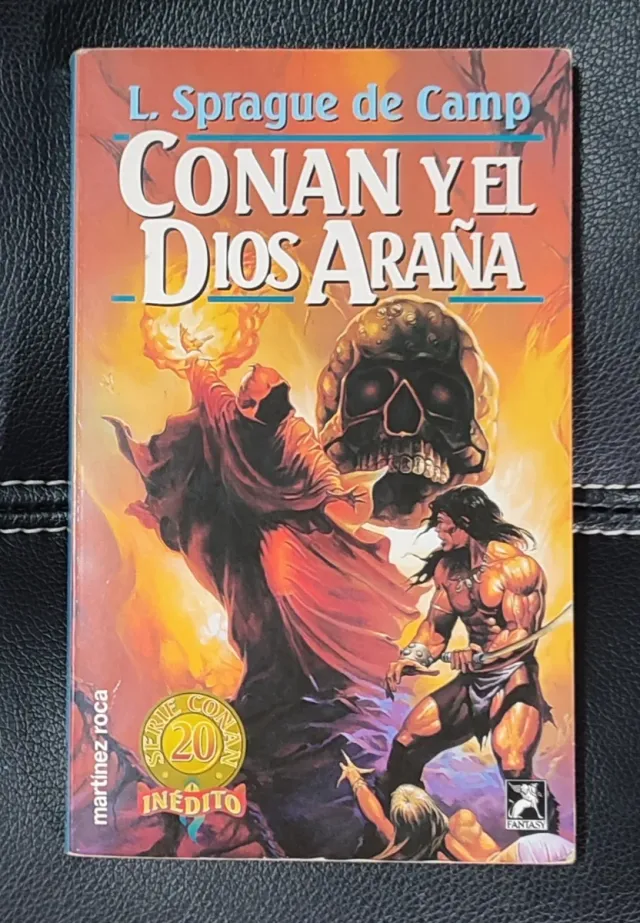 L. Sprague de Camp
CONAN Y EL
DIOS ARAÑA
martínez roca
SERIE CONAN
20
INÉDITO
FANTASY